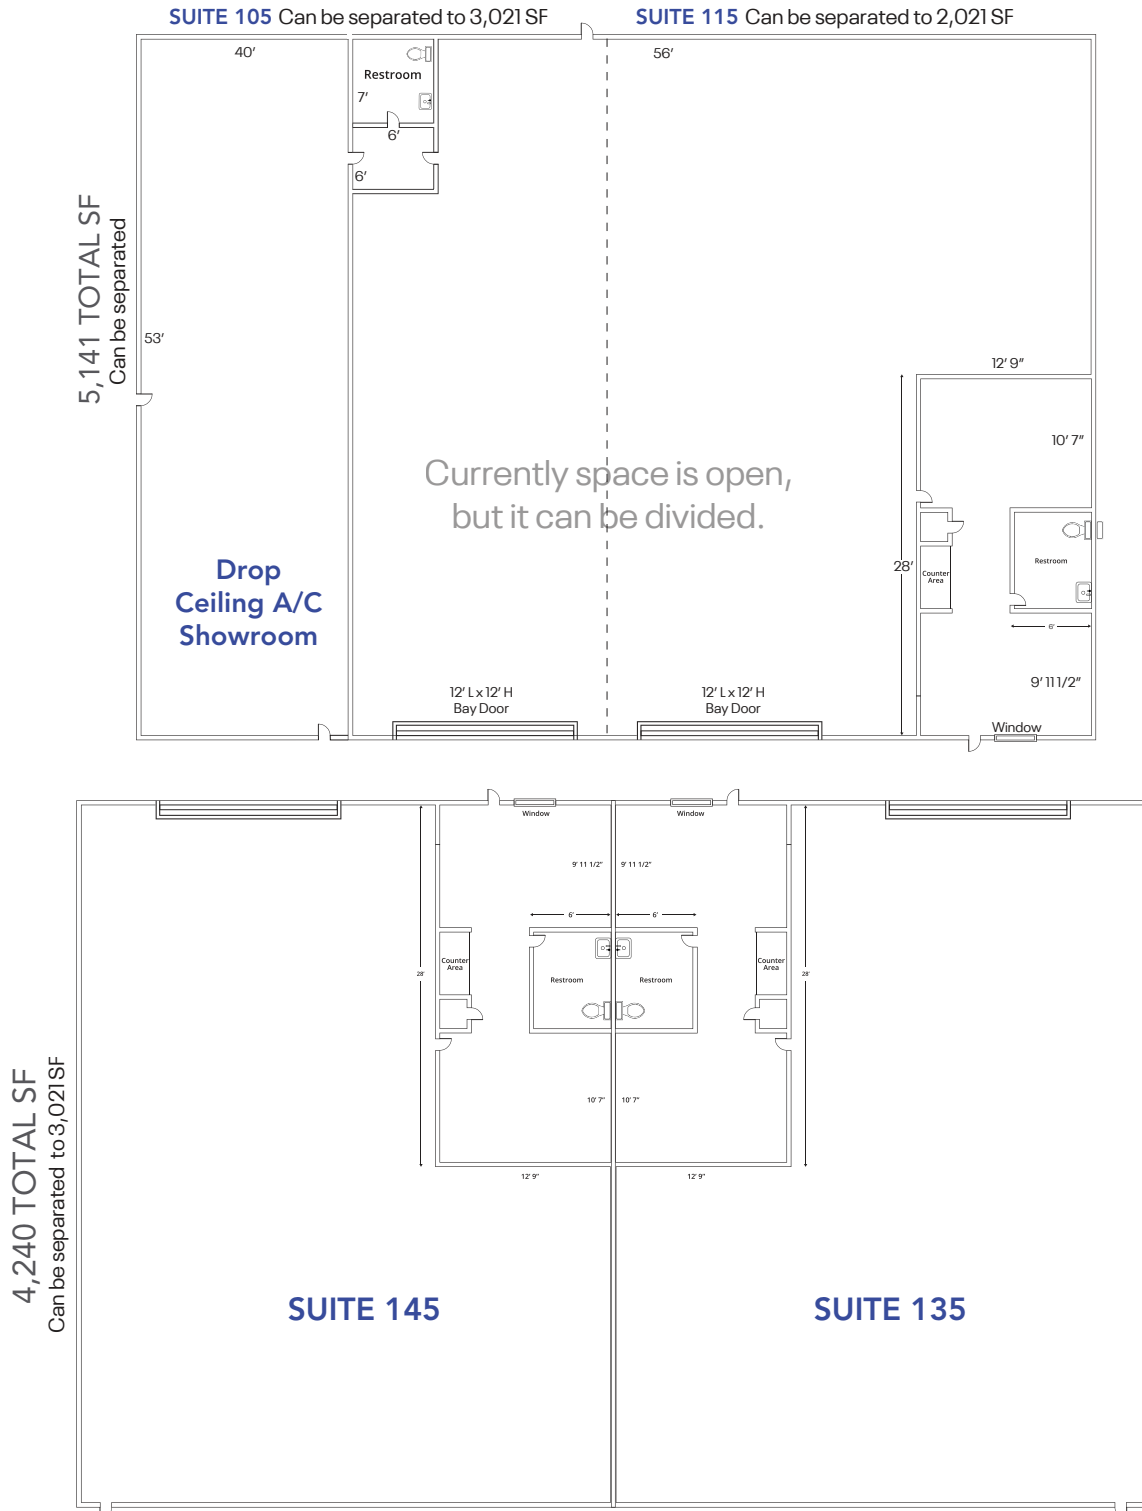 SUITE 105 Can be separated to 3,021 SF
SUITE 115 Can be separated to 2,021 SF
40'
56'
Restroom
7'
6'
6'
5,141 TOTAL SF
Can be separated
53'
12' 9"
10' 7"
Currently space is open,
but it can be divided.
28'
Drop
Ceiling A/C
Showroom
Counter
Area
Restroom
6'
9' 11 1/2"
12' L x 12' H
Bay Door
12' L x 12' H
Bay Door
Window
Window
Window
9' 11 1/2"
9' 11 1/2"
6'
6'
Counter
Area
Restroom
Restroom
Counter
Area
28'
28'
10' 7"
10' 7"
12' 9"
12' 9"
4,240 TOTAL SF
Can be separated to 3,021 SF
SUITE 145
SUITE 135